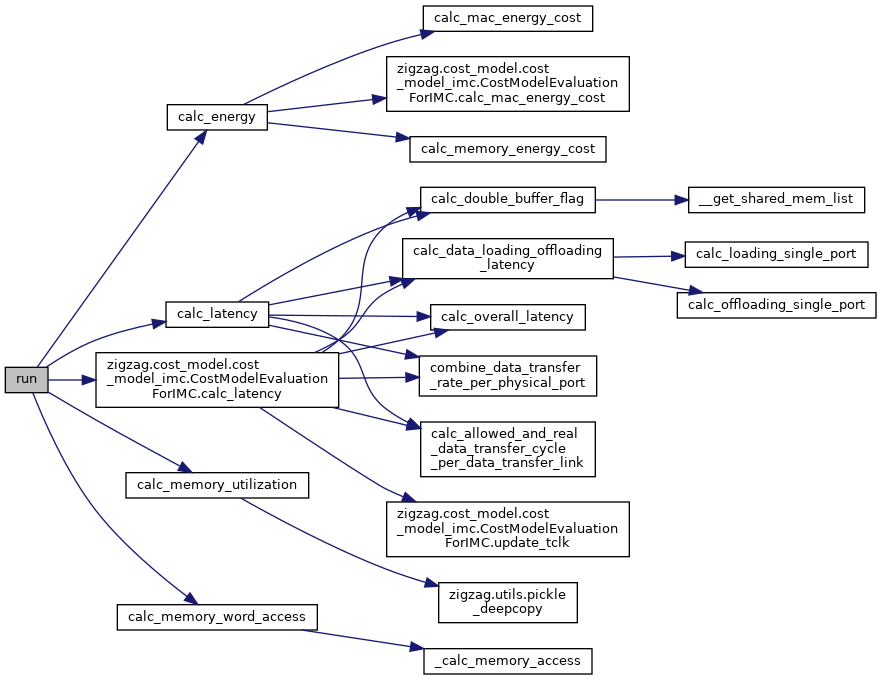 calc_mac_energy_cost
zigzag.cost_model.cost
_model_imc.CostModelEvaluation
ForIMC.calc_mac_energy_cost
calc_energy
calc_memory_energy_cost
calc_double_buffer_flag
__get_shared_mem_list
calc_data_loading_offloading
_latency
calc_loading_single_port
calc_offloading_single_port
calc_latency
calc_overall_latency
run
zigzag.cost_model.cost
_model_imc.CostModelEvaluation
ForIMC.calc_latency
combine_data_transfer
_rate_per_physical_port
calc_allowed_and_real
_data_transfer_cycle
_per_data_transfer_link
calc_memory_utilization
zigzag.cost_model.cost
_model_imc.CostModelEvaluation
ForIMC.update_tclk
zigzag.utils.pickle
_deepcopy
calc_memory_word_access
_calc_memory_access